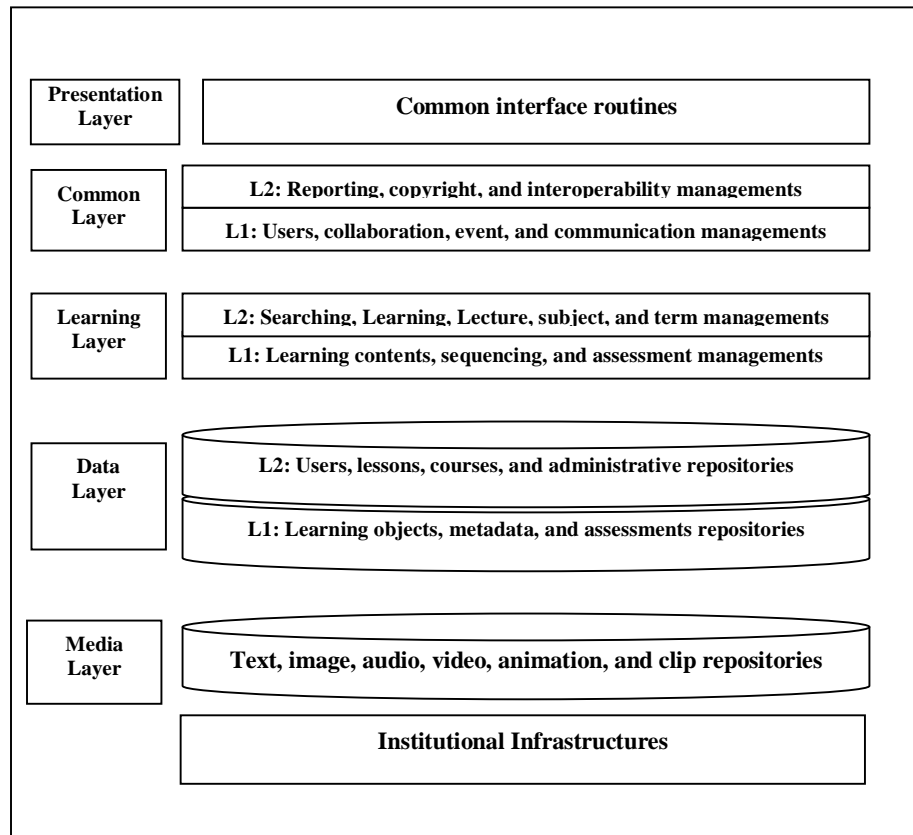 Presentation
Layer
Common interface routines
Common
Layer
L2: Reporting, copyright, and interoperability managements
L1: Users, collaboration, event, and communication managements
Learning
Layer
L2: Searching, Learning, Lecture, subject, and term managements
L1: Learning contents, sequencing, and assessment managements
Data
Layer
L2: Users, lessons, courses, and administrative repositories
L1: Learning objects, metadata, and assessments repositories
Media
Layer
Text, image, audio, video, animation, and clip repositories
Institutional Infrastructures